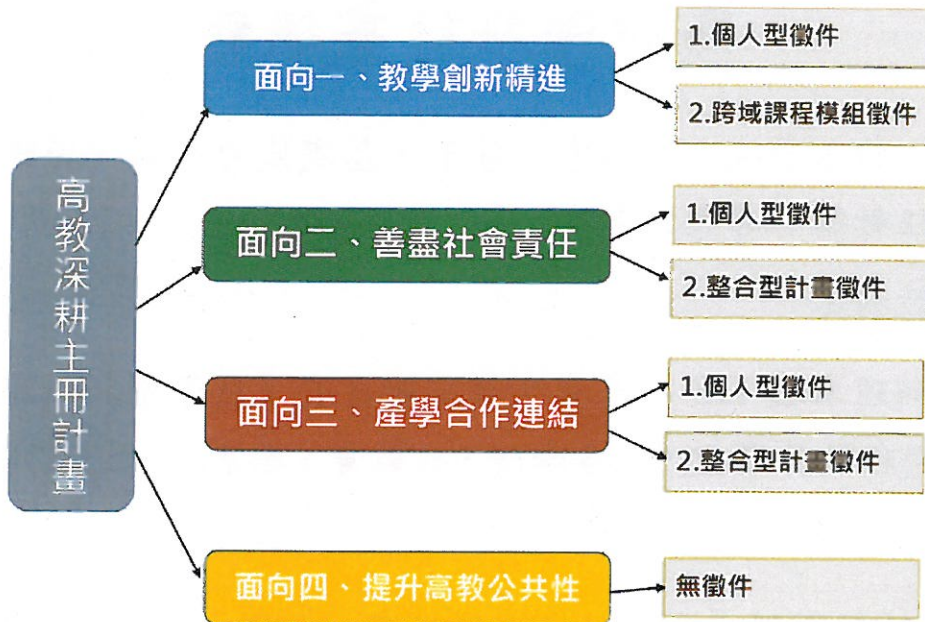 高教深耕主冊計畫
面向一、教學創新精進
1.個人型徵件
2.跨域課程模組徵件
面向二、善盡社會責任
1.個人型徵件
2.整合型計畫徵件
面向三、產學合作連結
1.個人型徵件
2.整合型計畫徵件
面向四、提升高教公共性
無徵件